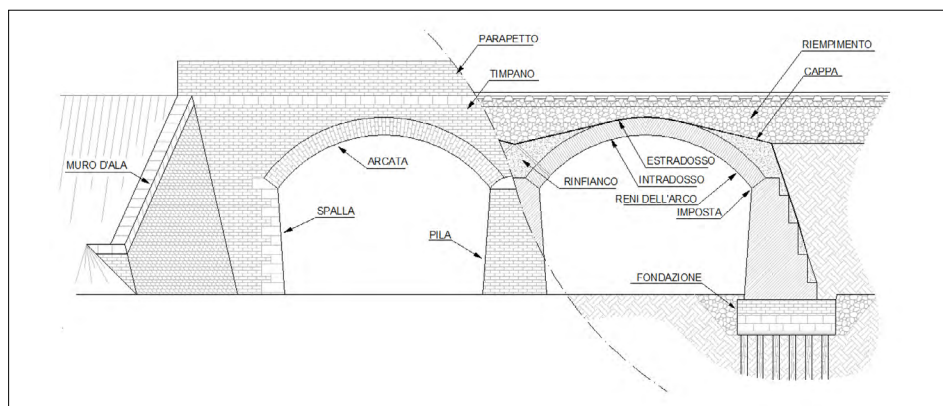 PARAPETTO
RIEMPIMENTO
TIMPANO
CAPPA
MURO D'ALA
ARCATA
ESTRADOSSO
RINFIANCO
INTRADOSSO
RENI DELL'ARCO
SPALLA
IMPOSTA
PILA
FONDAZIONE